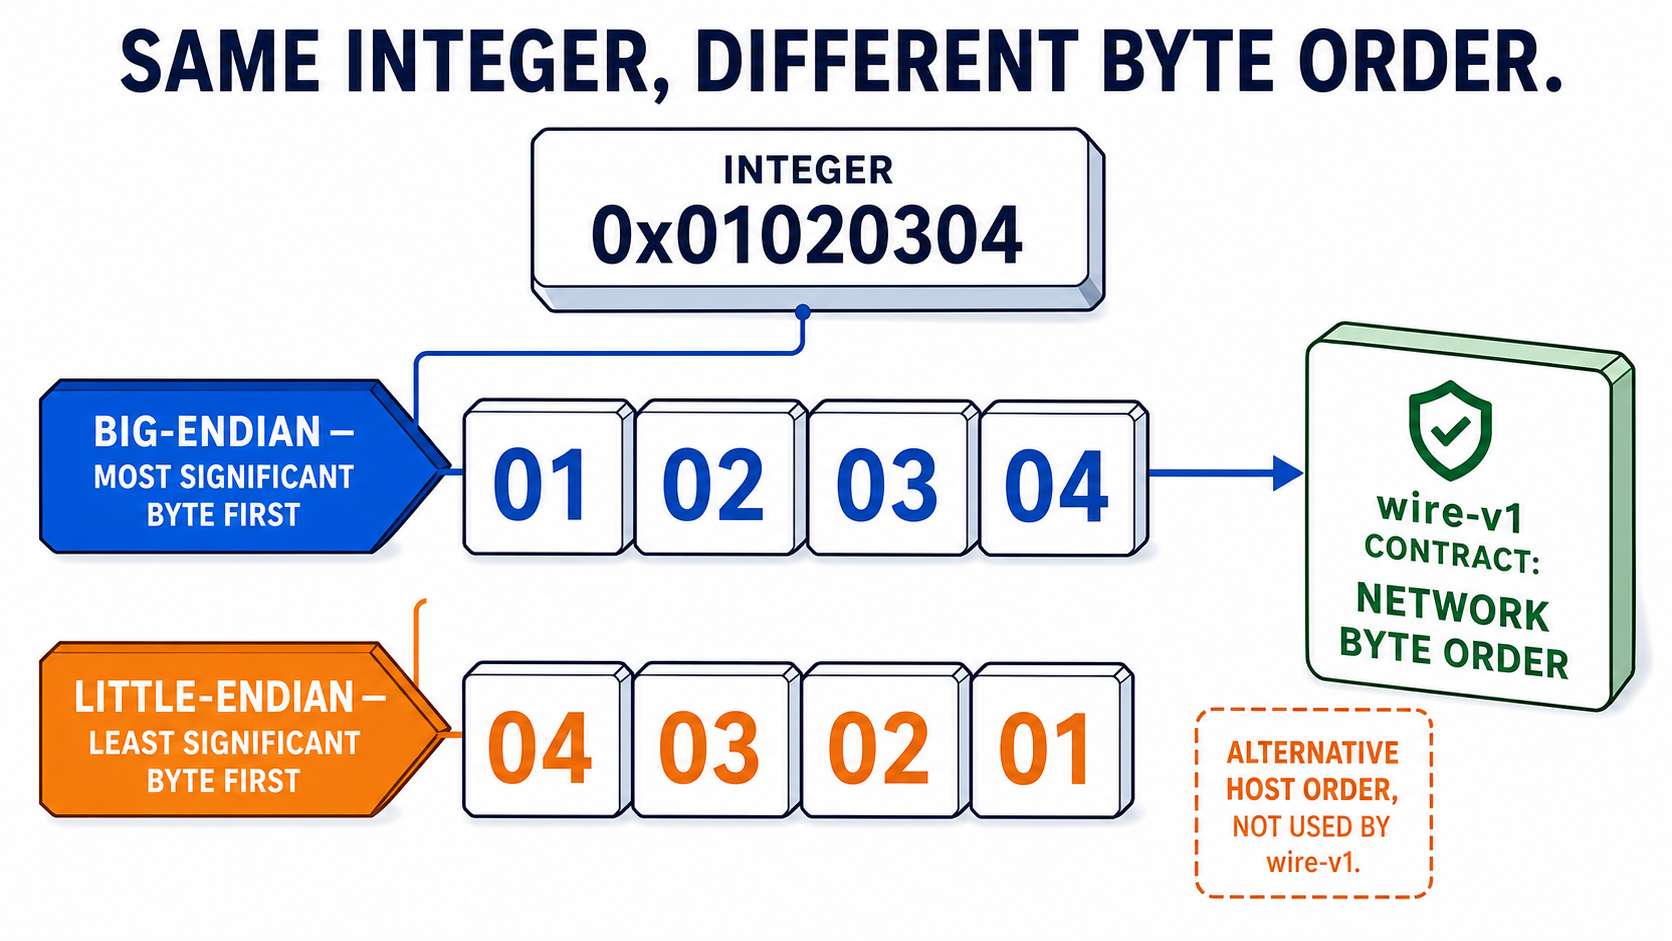 SAME INTEGER, DIFFERENT BYTE ORDER.
INTEGER
0x01020304
BIG-ENDIAN —
MOST SIGNIFICANT
BYTE FIRST
01 02 03 04
wire-v1
CONTRACT:
NETWORK
BYTE ORDER
LITTLE-ENDIAN —
LEAST SIGNIFICANT
BYTE FIRST
04 03 02 01
ALTERNATIVE
HOST ORDER,
NOT USED BY
wire-v1.